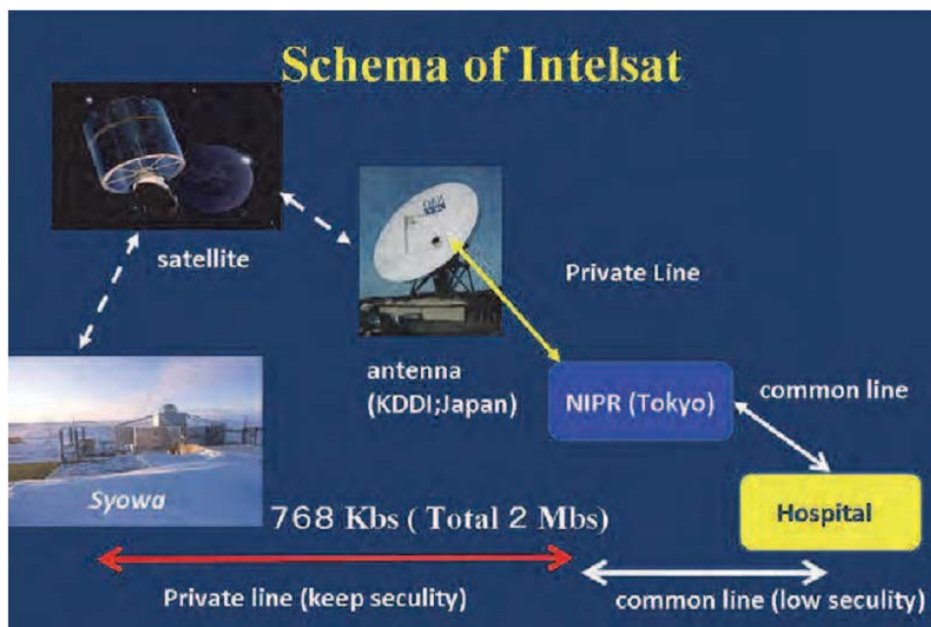 Schema of Intelsat
satellite
Private Line
antenna
(KDDI;Japan)
NIPR (Tokyo)
common line
Syowa
Hospital
768 Kbs ( Total 2 Mbs)
Private line (keep seculity)
common line (low seculity)